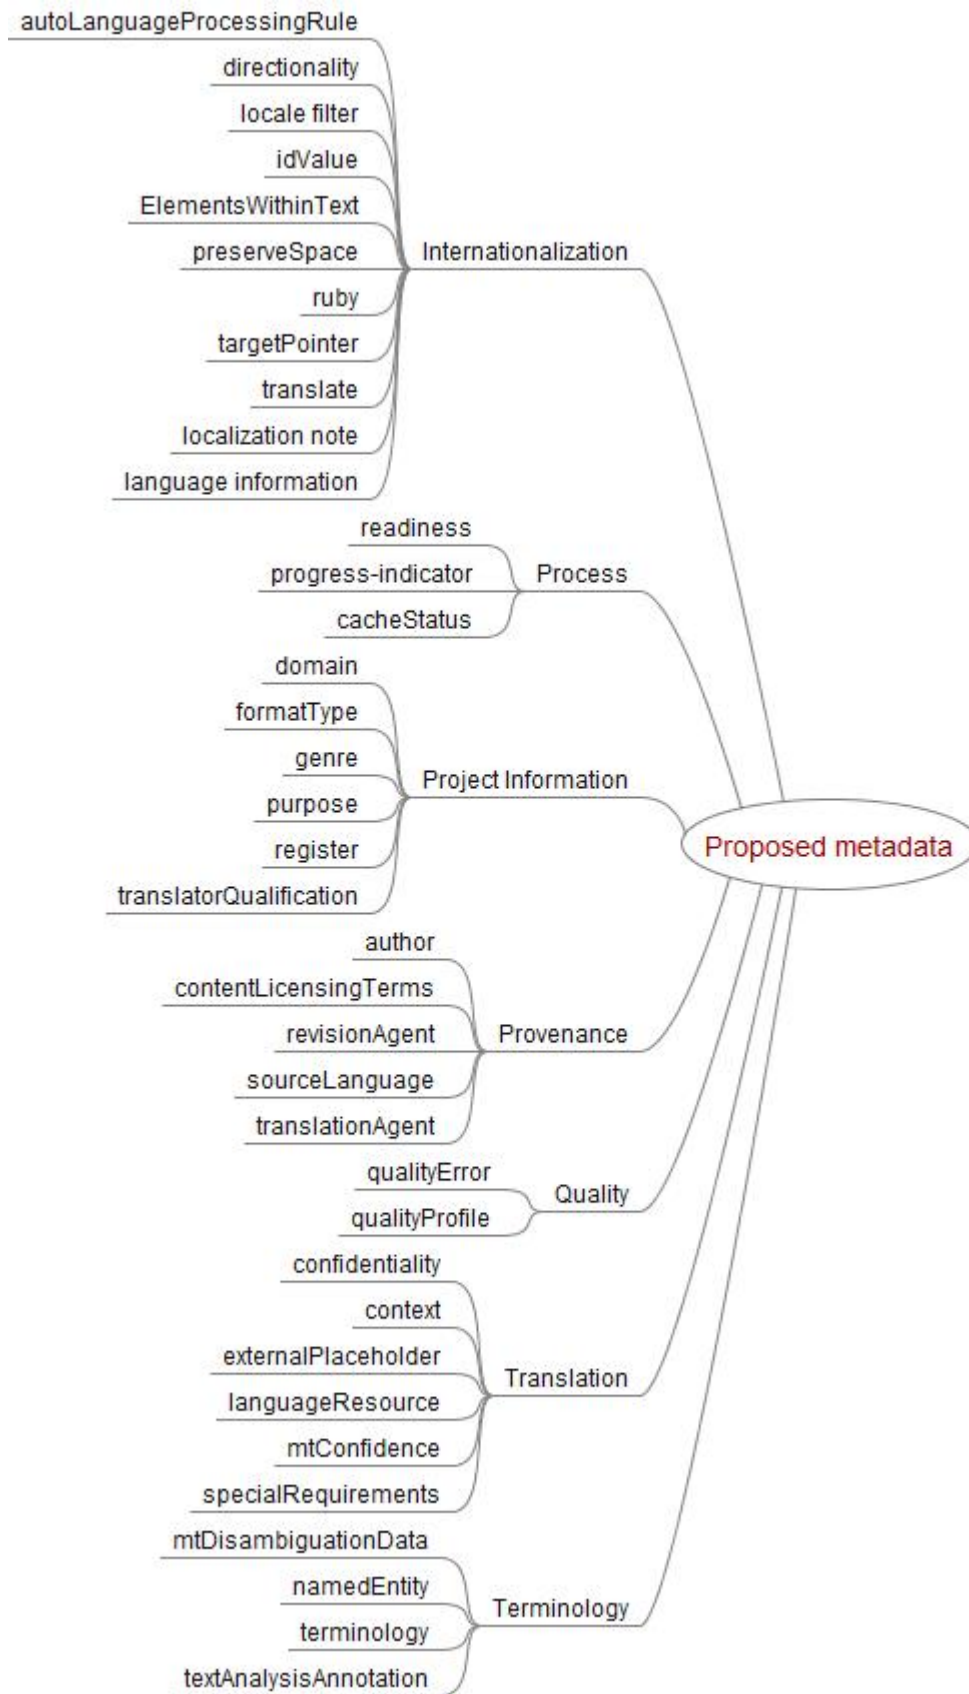 autoLanguageProcessingRule
directionality
locale filter
idValue
ElementsWithinText
preserveSpace
ruby
targetPointer
translate
localization note
language information
Internationalization
readiness
progress-indicator
cacheStatus
Process
domain
formatType
genre
purpose
register
translatorQualification
Project Information
author
contentLicensingTerms
revisionAgent
sourceLanguage
translationAgent
Provenance
qualityError
qualityProfile
Quality
confidentiality
context
externalPlaceholder
languageResource
mtConfidence
specialRequirements
Translation
mtDisambiguationData
namedEntity
terminology
textAnalysisAnnotation
Terminology
Proposed metadata